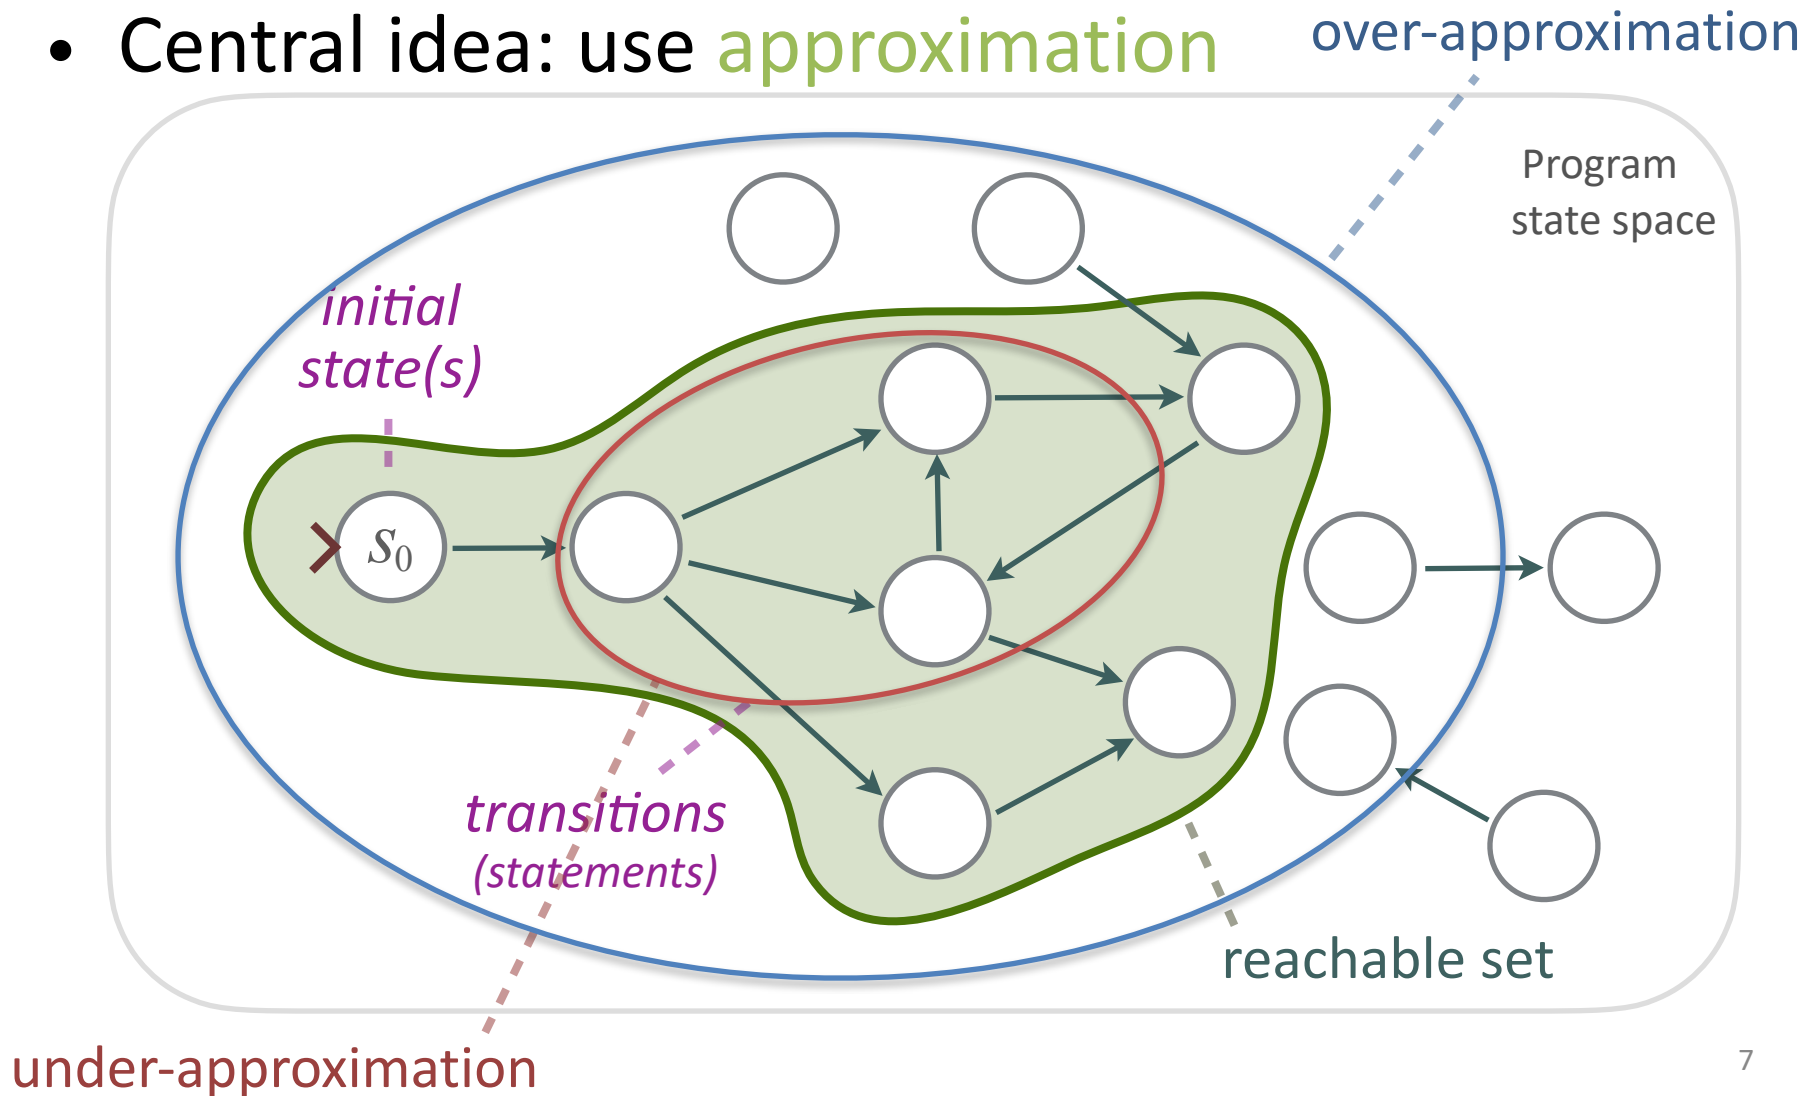 • Central idea: use approximation
over-approximation
Program
state space
initial
state(s)
S₀
transitions
(statements)
reachable set
under-approximation
7